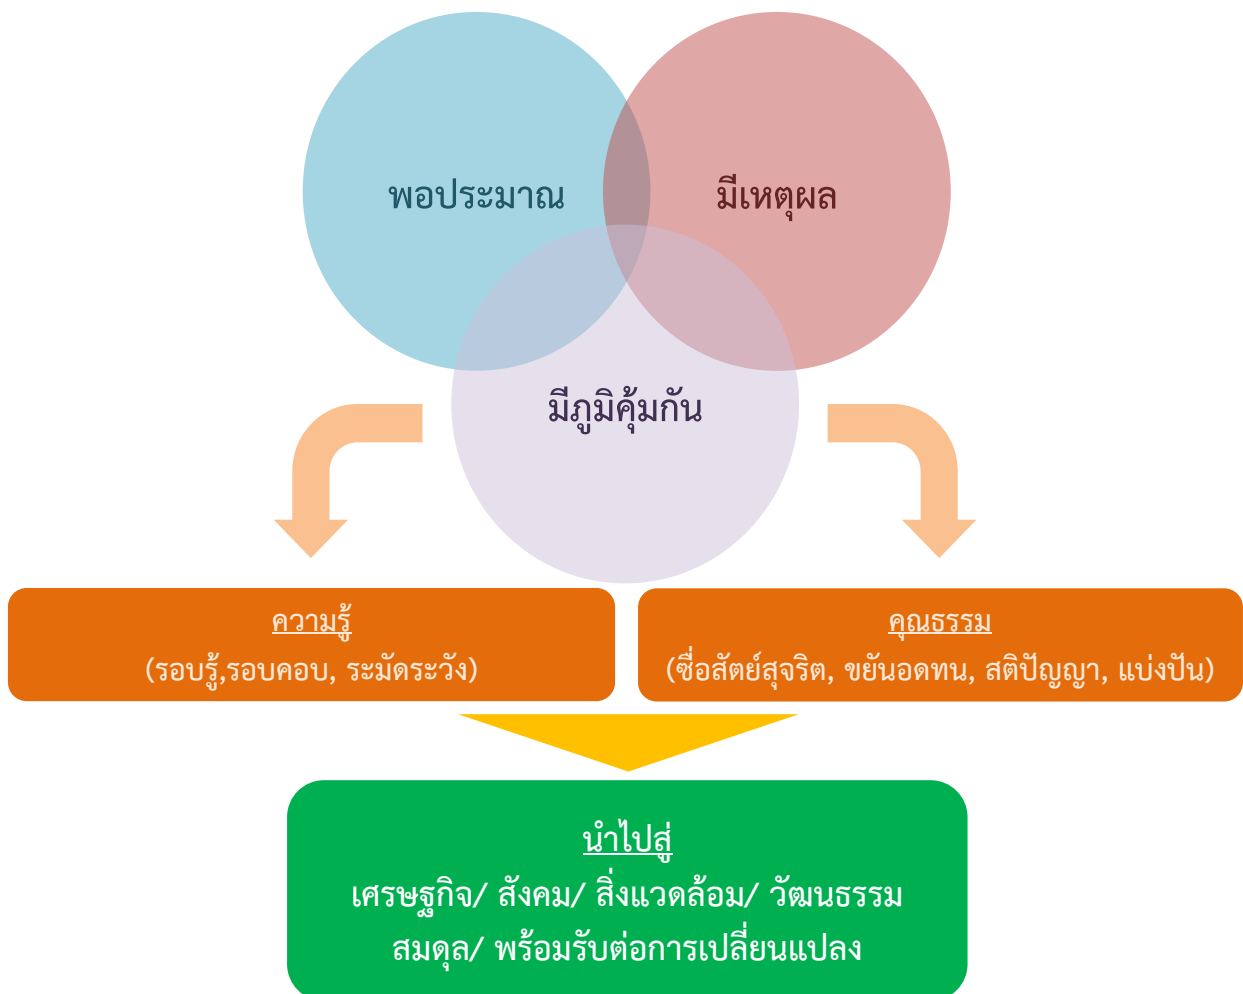 พอประมาณ
มีเหตุผล
มีภูมิคุ้มกัน
ความรู้
(รอบรู้,รอบคอบ, ระมัดระวัง)
คุณธรรม
(ซื่อสัตย์สุจริต, ขยันอดทน, สติปัญญา, แบ่งปัน)
นำไปสู่
เศรษฐกิจ/ สังคม/ สิ่งแวดล้อม/ วัฒนธรรม
สมดุล/ พร้อมรับต่อการเปลี่ยนแปลง